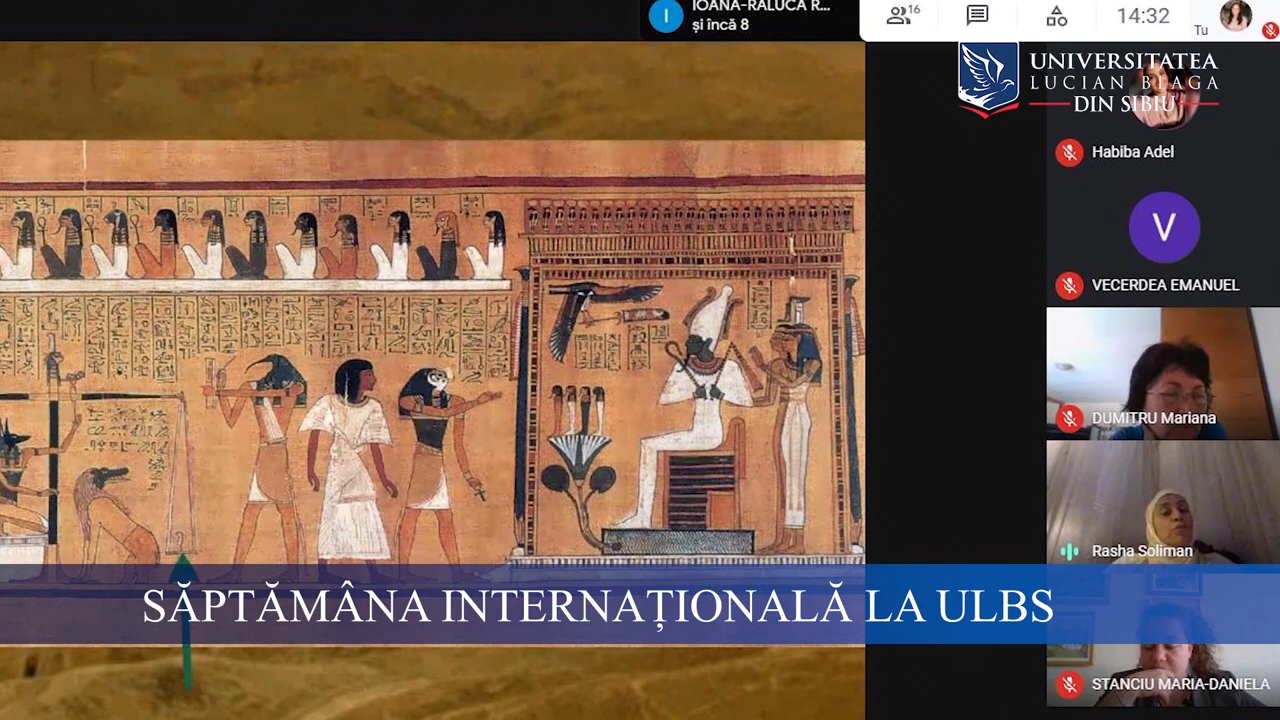 IOANA-RALUCA R...
și încă 8
16
14:32
Tu
UNIVERSITATEA
LUCIAN BLAGA
DIN SIBIU
Habiba Adel
V
VECERDEA EMANUEL
DUMITRU Mariana
Rasha Soliman
SĂPTĂMÂNA INTERNAȚIONALĂ LA ULBS
STANCIU MARIA-DANIELA
I